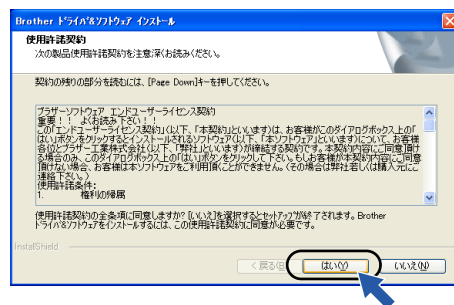 Brother ドライバ&ソフトウェア インストール
使用許諾契約
次の製品使用許諾契約を注意深くお読みください。
契約の残りの部分を読むには、[Page Down]キーを押してください。
ブラザーソフトウェア エンドユーザーライセンス契約
重要!! よくお読み下さい!!
この「エンドユーザーライセンス契約」(以下、「本契約」といいます)は、お客様がこのダイアログボックス上の「
はい」ボタンをクリックするとインストールされるソフトウェア(以下、「本ソフトウェア」といいます)について、お客様
各位とブラザー工業株式会社(以下、「弊社」といいます)が締結する契約です。本契約内容にご同意頂け
る場合のみ、このダイアログボックス上の「はい」ボタンをクリックして下さい。もしお客様が本契約内容にご同意
頂けない場合、お客様は本ソフトウェアをご利用頂くことができません。(その場合は弊社若しくは購入元にご
連絡下さい。)
使用許諾条件:
1. 権利の帰属
使用許諾契約の全条項に同意しますか? [いいえ]を選択するとセットアップが終了されます。Brother
ドライバ&ソフトウェアをインストールするには、この使用許諾契約に同意が必要です。
InstallShield
< 戻る(B) はい(Y) いいえ(N)